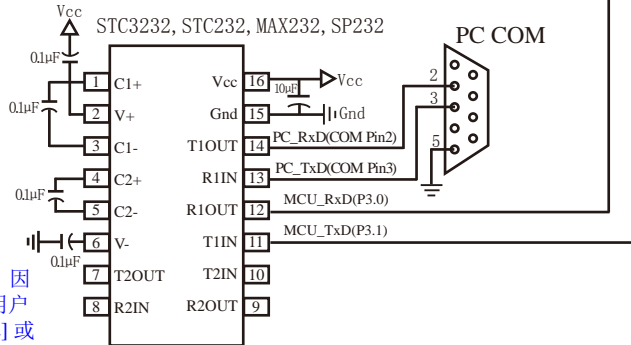 Vcc
STC3232, STC232, MAX232, SP232
PC COM
0.1μF
1 C1+ Vcc 16 Vcc
10μF
0.1μF
2 V+ Gnd 15 Gnd
3 C1- T1OUT 14 PC_RxD(COM Pin2)
4 C2+ R1IN 13 PC_TxD(COM Pin3)
0.1μF
5 C2- R1OUT 12 MCU_RxD(P3.0)
6 V- T1IN 11 MCU_TxD(P3.1)
0.1μF
7 T2OUT T2IN 10
8 R2IN R2OUT 9
2
3
5
因
用户
] 或